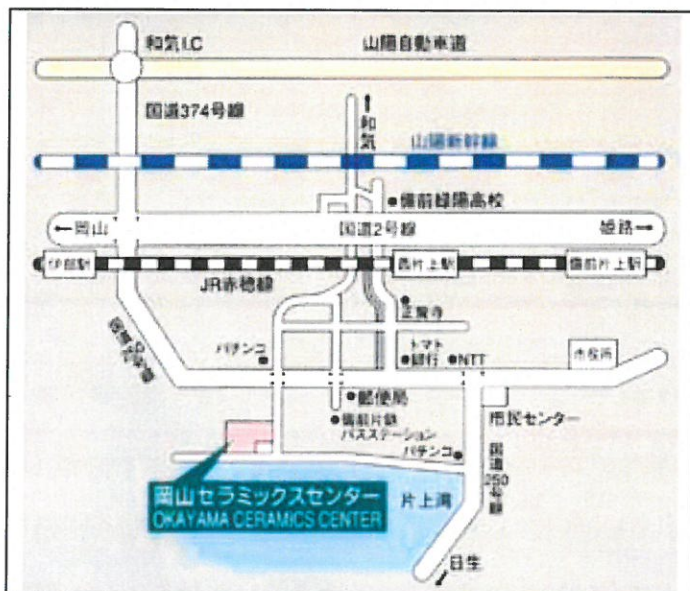 和気I.C
山陽自動車道
国道374号線
和気
山陽新幹線
備前緑陽高校
←岡山
国道2号線
姫路→
伊部駅
西片上駅
備前片上駅
JR赤穂線
正覚寺
パチンコ
トマト
銀行
NTT
市役所
郵便局
備前片鉄
バスステーション
市民センター
パチンコ
国道250号線
岡山セラミックスセンター
OKAYAMA CERAMICS CENTER
片上湾
日生